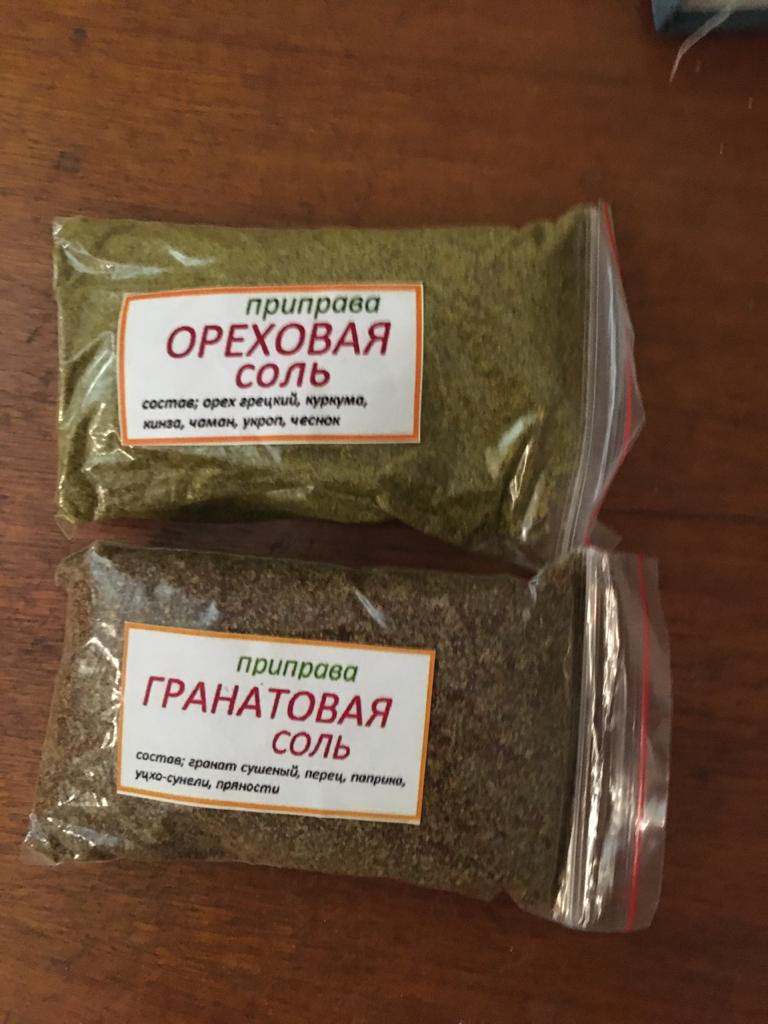 приправа
ОРЕХОВАЯ
СОЛЬ
состав; орех грецкий, куркума,
кинза, чаман, укроп, чеснок
приправа
ГРАНАТОВАЯ
СОЛЬ
состав; гранат сушеный, перец, паприка,
уцхо-сунели, пряности